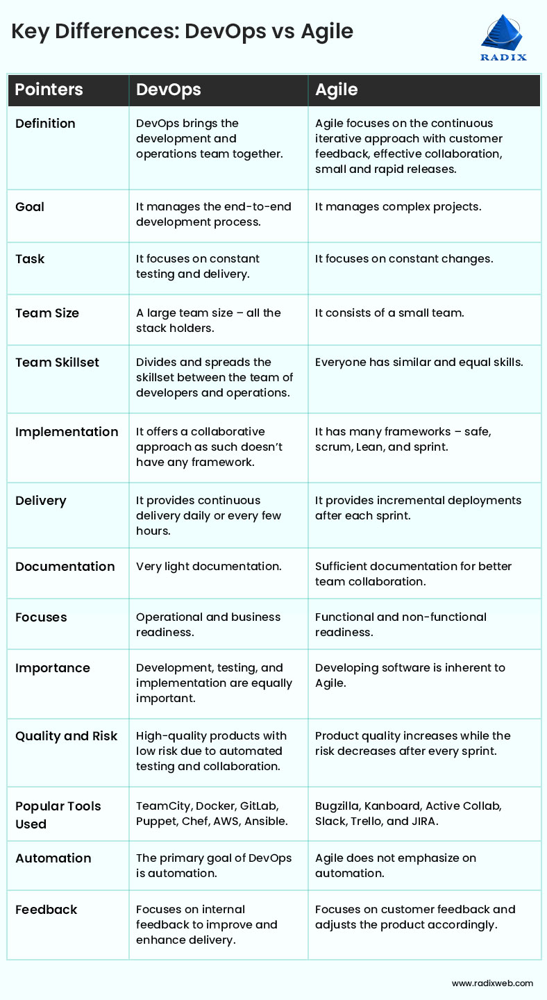 Key Differences: DevOps vs Agile
RADIX
Pointers
DevOps
Agile
Definition
DevOps brings the
development and
operations team together.
Agile focuses on the continuous
iterative approach with customer
feedback, effective collaboration,
small and rapid releases.
Goal
It manages the end-to-end
development process.
It manages complex projects.
Task
It focuses on constant
testing and delivery.
It focuses on constant changes.
Team Size
A large team size – all the
stack holders.
It consists of a small team.
Team Skillset
Divides and spreads the
skillset between the team of
developers and operations.
Everyone has similar and equal skills.
Implementation
It offers a collaborative
approach as such doesn’t
have any framework.
It has many frameworks – safe,
scrum, Lean, and sprint.
Delivery
It provides continuous
delivery daily or every few
hours.
It provides incremental deployments
after each sprint.
Documentation
Very light documentation.
Sufficient documentation for better
team collaboration.
Focuses
Operational and business
readiness.
Functional and non-functional
readiness.
Importance
Development, testing, and
implementation are equally
important.
Developing software is inherent to
Agile.
Quality and Risk
High-quality products with
low risk due to automated
testing and collaboration.
Product quality increases while the
risk decreases after every sprint.
Popular Tools
Used
TeamCity, Docker, GitLab,
Puppet, Chef, AWS, Ansible.
Bugzilla, Kanboard, Active Collab,
Slack, Trello, and JIRA.
Automation
The primary goal of DevOps
is automation.
Agile does not emphasize on
automation.
Feedback
Focuses on internal
feedback to improve and
enhance delivery.
Focuses on customer feedback and
adjusts the product accordingly.
www.radixweb.com